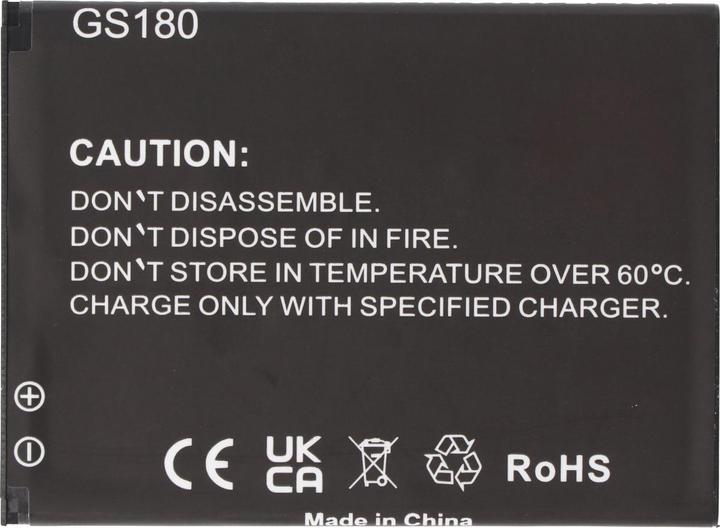 GS180
CAUTION:
DON'T DISASSEMBLE.
DON'T DISPOSE OF IN FIRE.
DON'T STORE IN TEMPERATURE OVER 60°C.
CHARGE ONLY WITH SPECIFIED CHARGER.
+
-
CE UK CA RoHS
Made in China